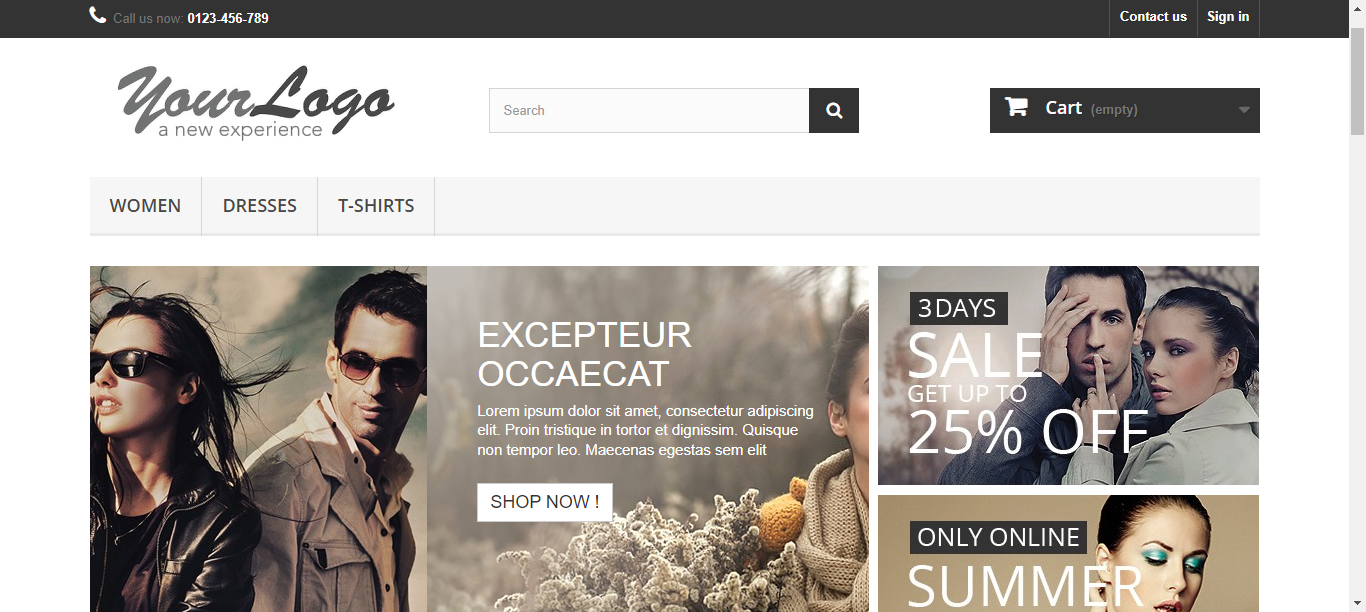 Call us now: 0123-456-789
Contact us
Sign in
YourLogo
a new experience
Search
Cart (empty)
WOMEN
DRESSES
T-SHIRTS
EXCEPTEUR
OCCAECAT
Lorem ipsum dolor sit amet, consectetur adipiscing
elit. Proin tristique in tortor et dignissim. Quisque
non tempor leo. Maecenas egestas sem elit
SHOP NOW !
3 DAYS
SALE
GET UP TO
25% OFF
ONLY ONLINE
SUMMER